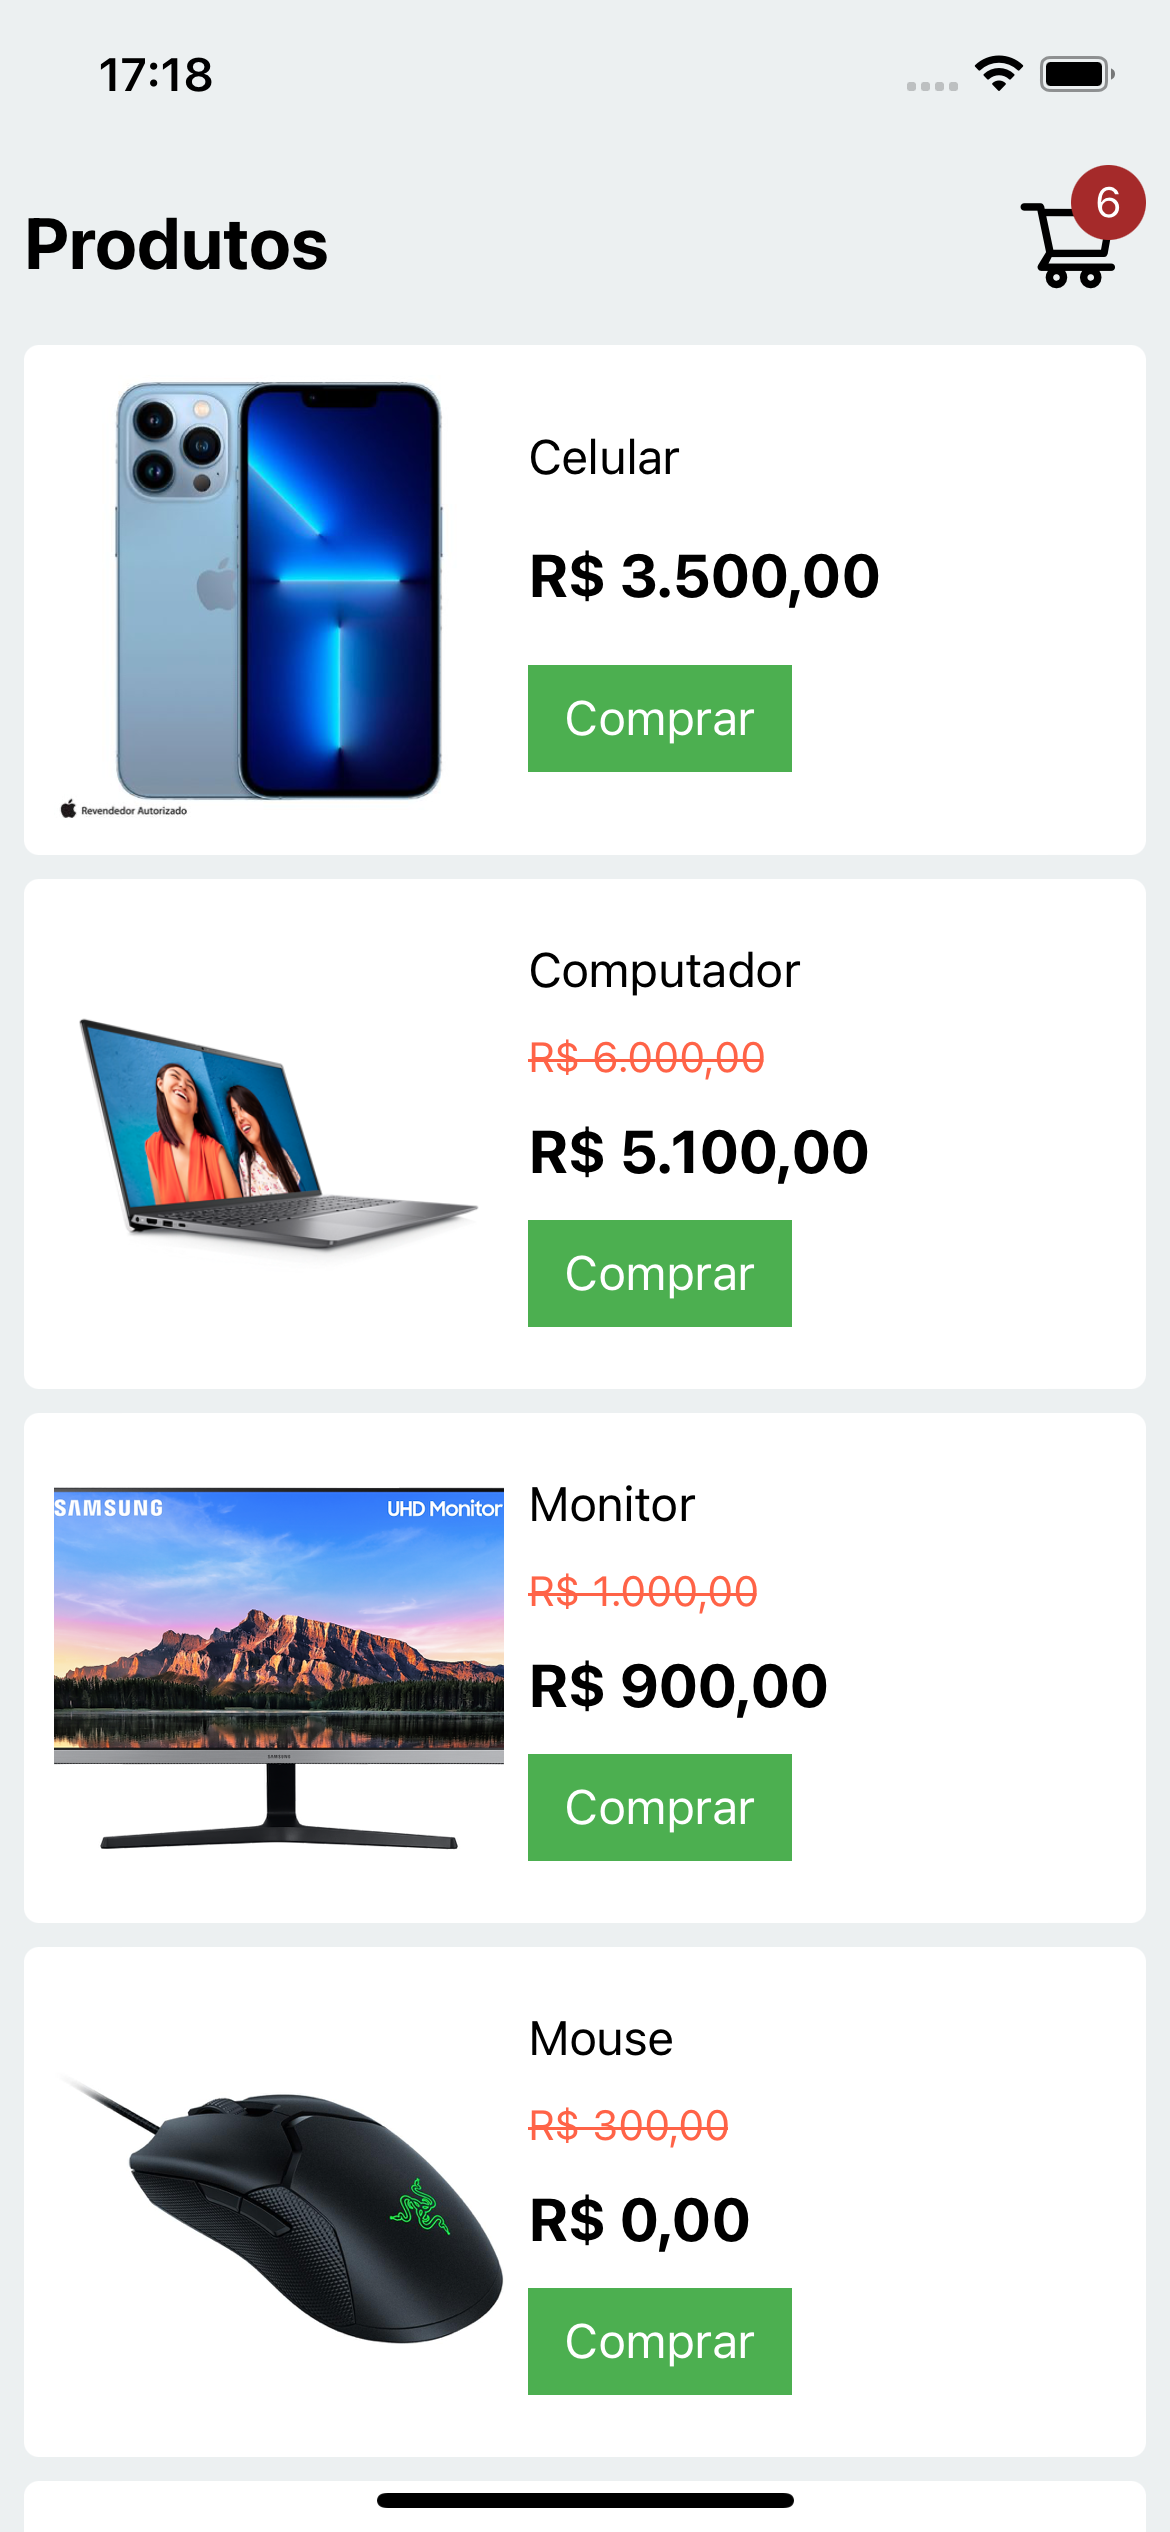 17:18
6
Produtos
Celular
R$ 3.500,00
Comprar
Revendedor Autorizado
Computador
R$ 6.000,00
R$ 5.100,00
Comprar
SAMSUNG
UHD Monitor
Monitor
R$ 1.000,00
R$ 900,00
SAMSUNG
Comprar
Mouse
R$ 300,00
R$ 0,00
Comprar